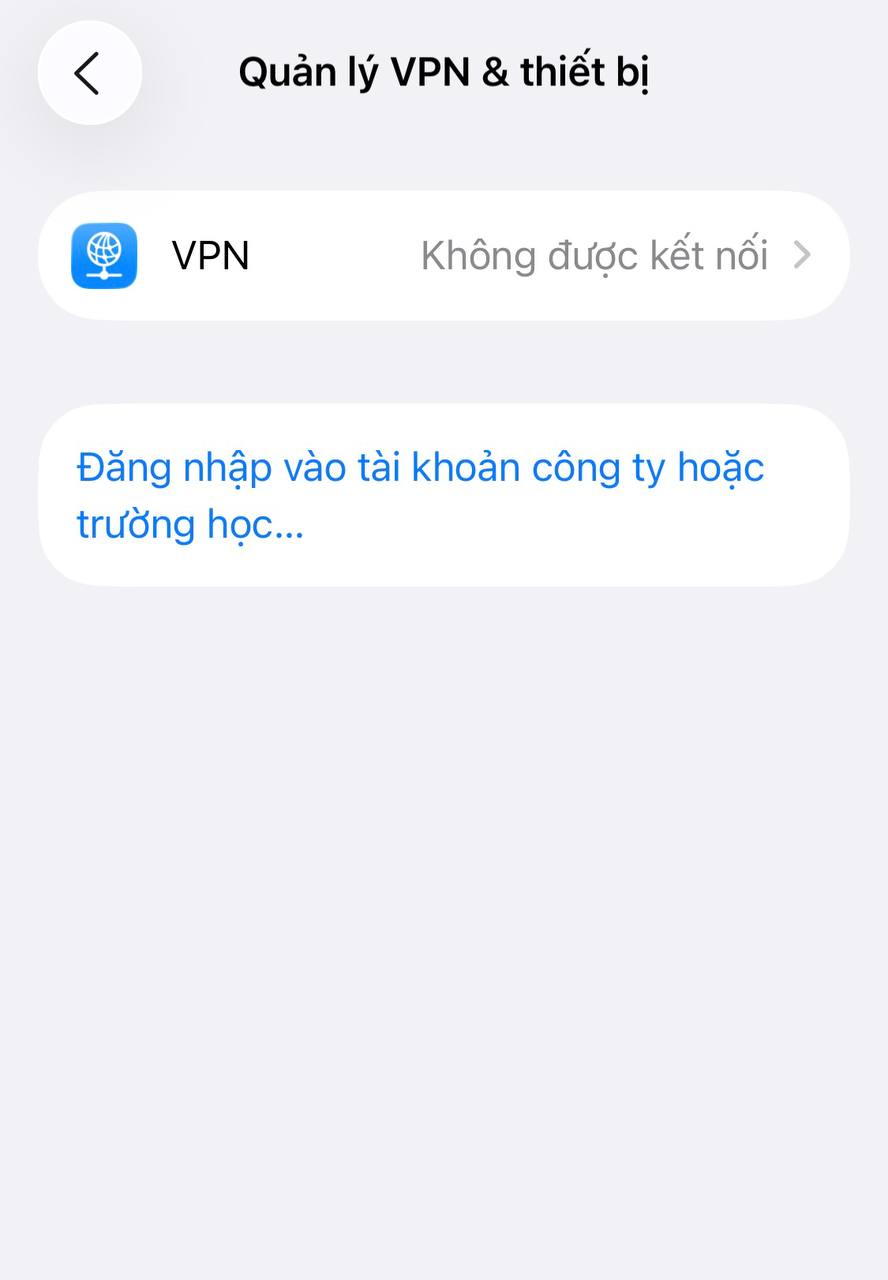 Quản lý VPN & thiết bị
VPN Không được kết nối
Đăng nhập vào tài khoản công ty hoặc
trường học...